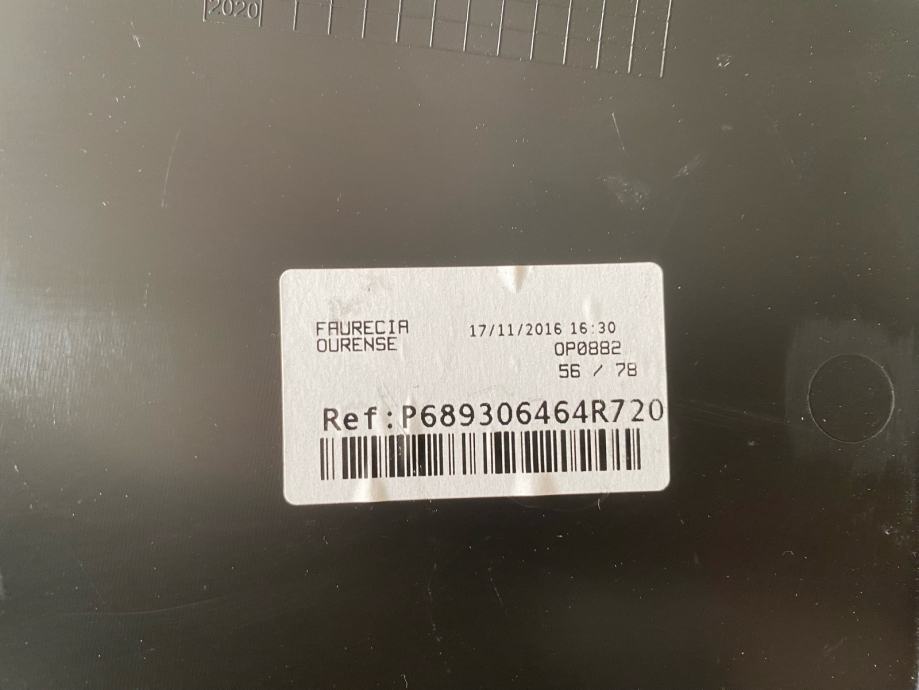 2020
FAURECIA
OURENSE
17/11/2016 16:30
OP0882
56 / 78
Ref:P689306464R720